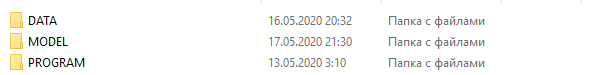 DATA 16.05.2020 20:32 Папка с файлами
MODEL 17.05.2020 21:30 Папка с файлами
PROGRAM 13.05.2020 3:10 Папка с файлами